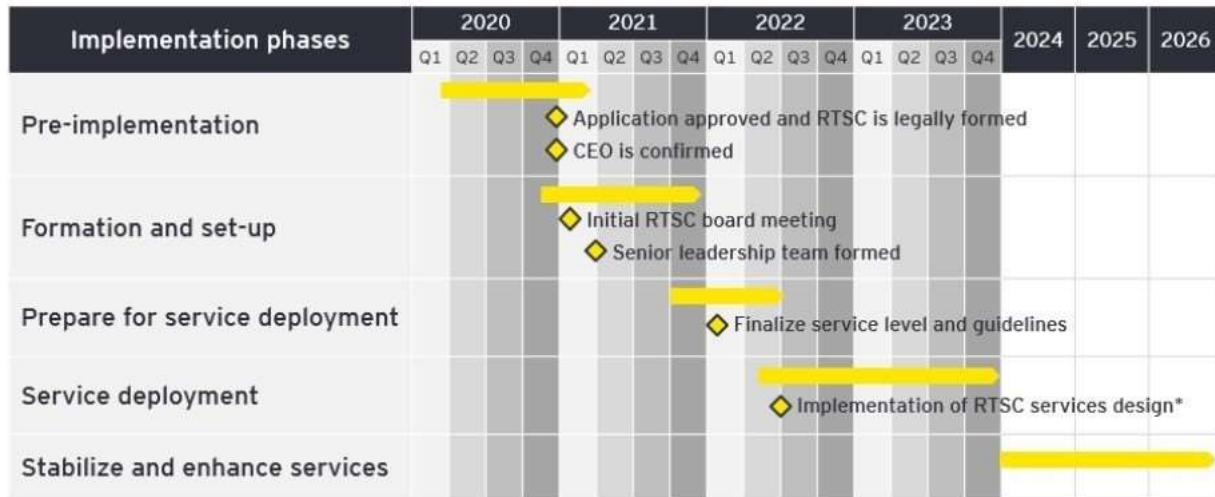 Implementation phases
2020 2021 2022 2023 2024 2025 2026
Q1 Q2 Q3 Q4 Q1 Q2 Q3 Q4 Q1 Q2 Q3 Q4 Q1 Q2 Q3 Q4
Pre-implementation
Application approved and RTSC is legally formed
CEO is confirmed
Formation and set-up
Initial RTSC board meeting
Senior leadership team formed
Prepare for service deployment
Finalize service level and guidelines
Service deployment
Implementation of RTSC services design*
Stabilize and enhance services